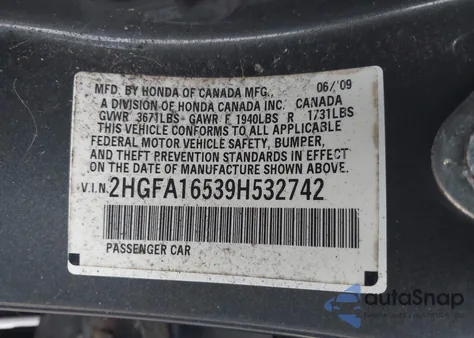 MFD. BY HONDA OF CANADA MFG., 06/'09
A DIVISION OF HONDA CANADA INC. CANADA
GVWR 3671LBS GAWR F 1940LBS R 1731LBS
THIS VEHICLE CONFORMS TO ALL APPLICABLE
FEDERAL MOTOR VEHICLE SAFETY, BUMPER,
AND THEFT PREVENTION STANDARDS IN EFFECT
ON THE DATE OF MANUFACTURE SHOWN ABOVE.
V.I.N. 2HGFA16539H532742
PASSENGER CAR
autoSnap